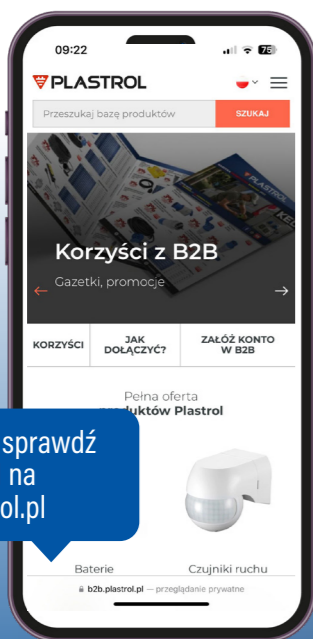 09:22
75
PLASTROL
Przeszukaj bazę produktów
SZUKAJ
PLASTROL
Korzyści z B2B
Gazetki, promocje
KORZYŚCI
JAK
DOŁĄCZYĆ?
ZAŁÓŻ KONTO
W B2B
Pełna oferta
produktów Plastrol
sprawdź
na
ol.pl
Baterie
Czujniki ruchu
b2b.plastrol.pl — przeglądanie prywatne